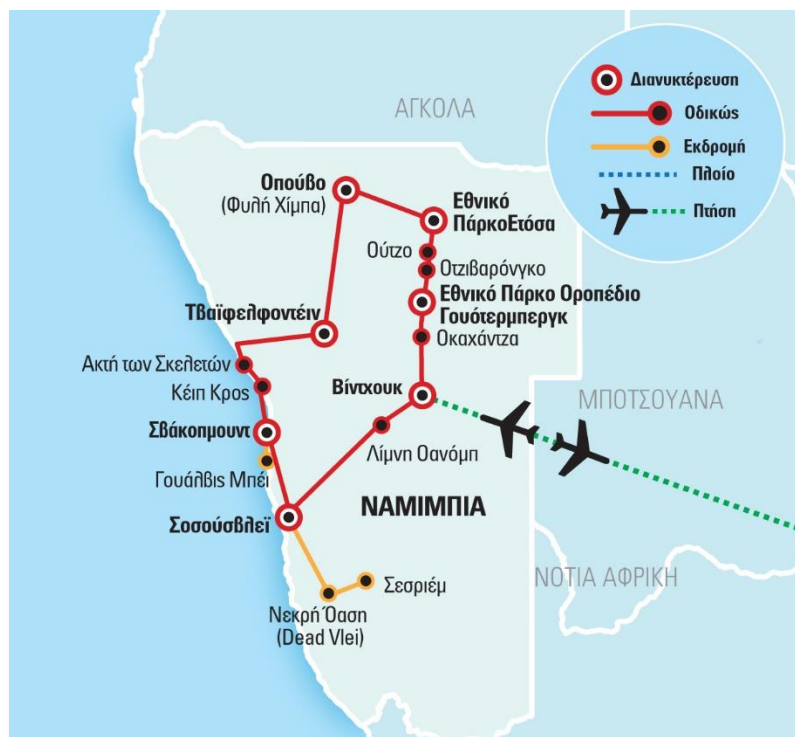 Διανυκτέρευση
Οδικώς
Εκδρομή
Πλοίο
Πτήση
ΑΓΚΟΛΑ
Οπούβο
(Φυλή Χίμπα)
Εθνικό
ΠάρκοΕτόσα
Ούτζο
Οτζιβαρόνγκο
Εθνικό Πάρκο Οροπέδιο
Γουότερμπεργκ
Τβαϊφελφοντέιν
Οκαχάντζα
Ακτή των Σκελετών
Κέιπ Κρος
Βίντχουκ
ΜΠΟΤΣΟΥΑΝΑ
Σβάκοπμουντ
Λίμνη Οανόμπ
Γουάλβις Μπέι
ΝΑΜΙΜΠΙΑ
Σοσούσβλεϊ
ΝΟΤΙΑ ΑΦΡΙΚΗ
Σεσριέμ
Νεκρή Όαση
(Dead Vlei)